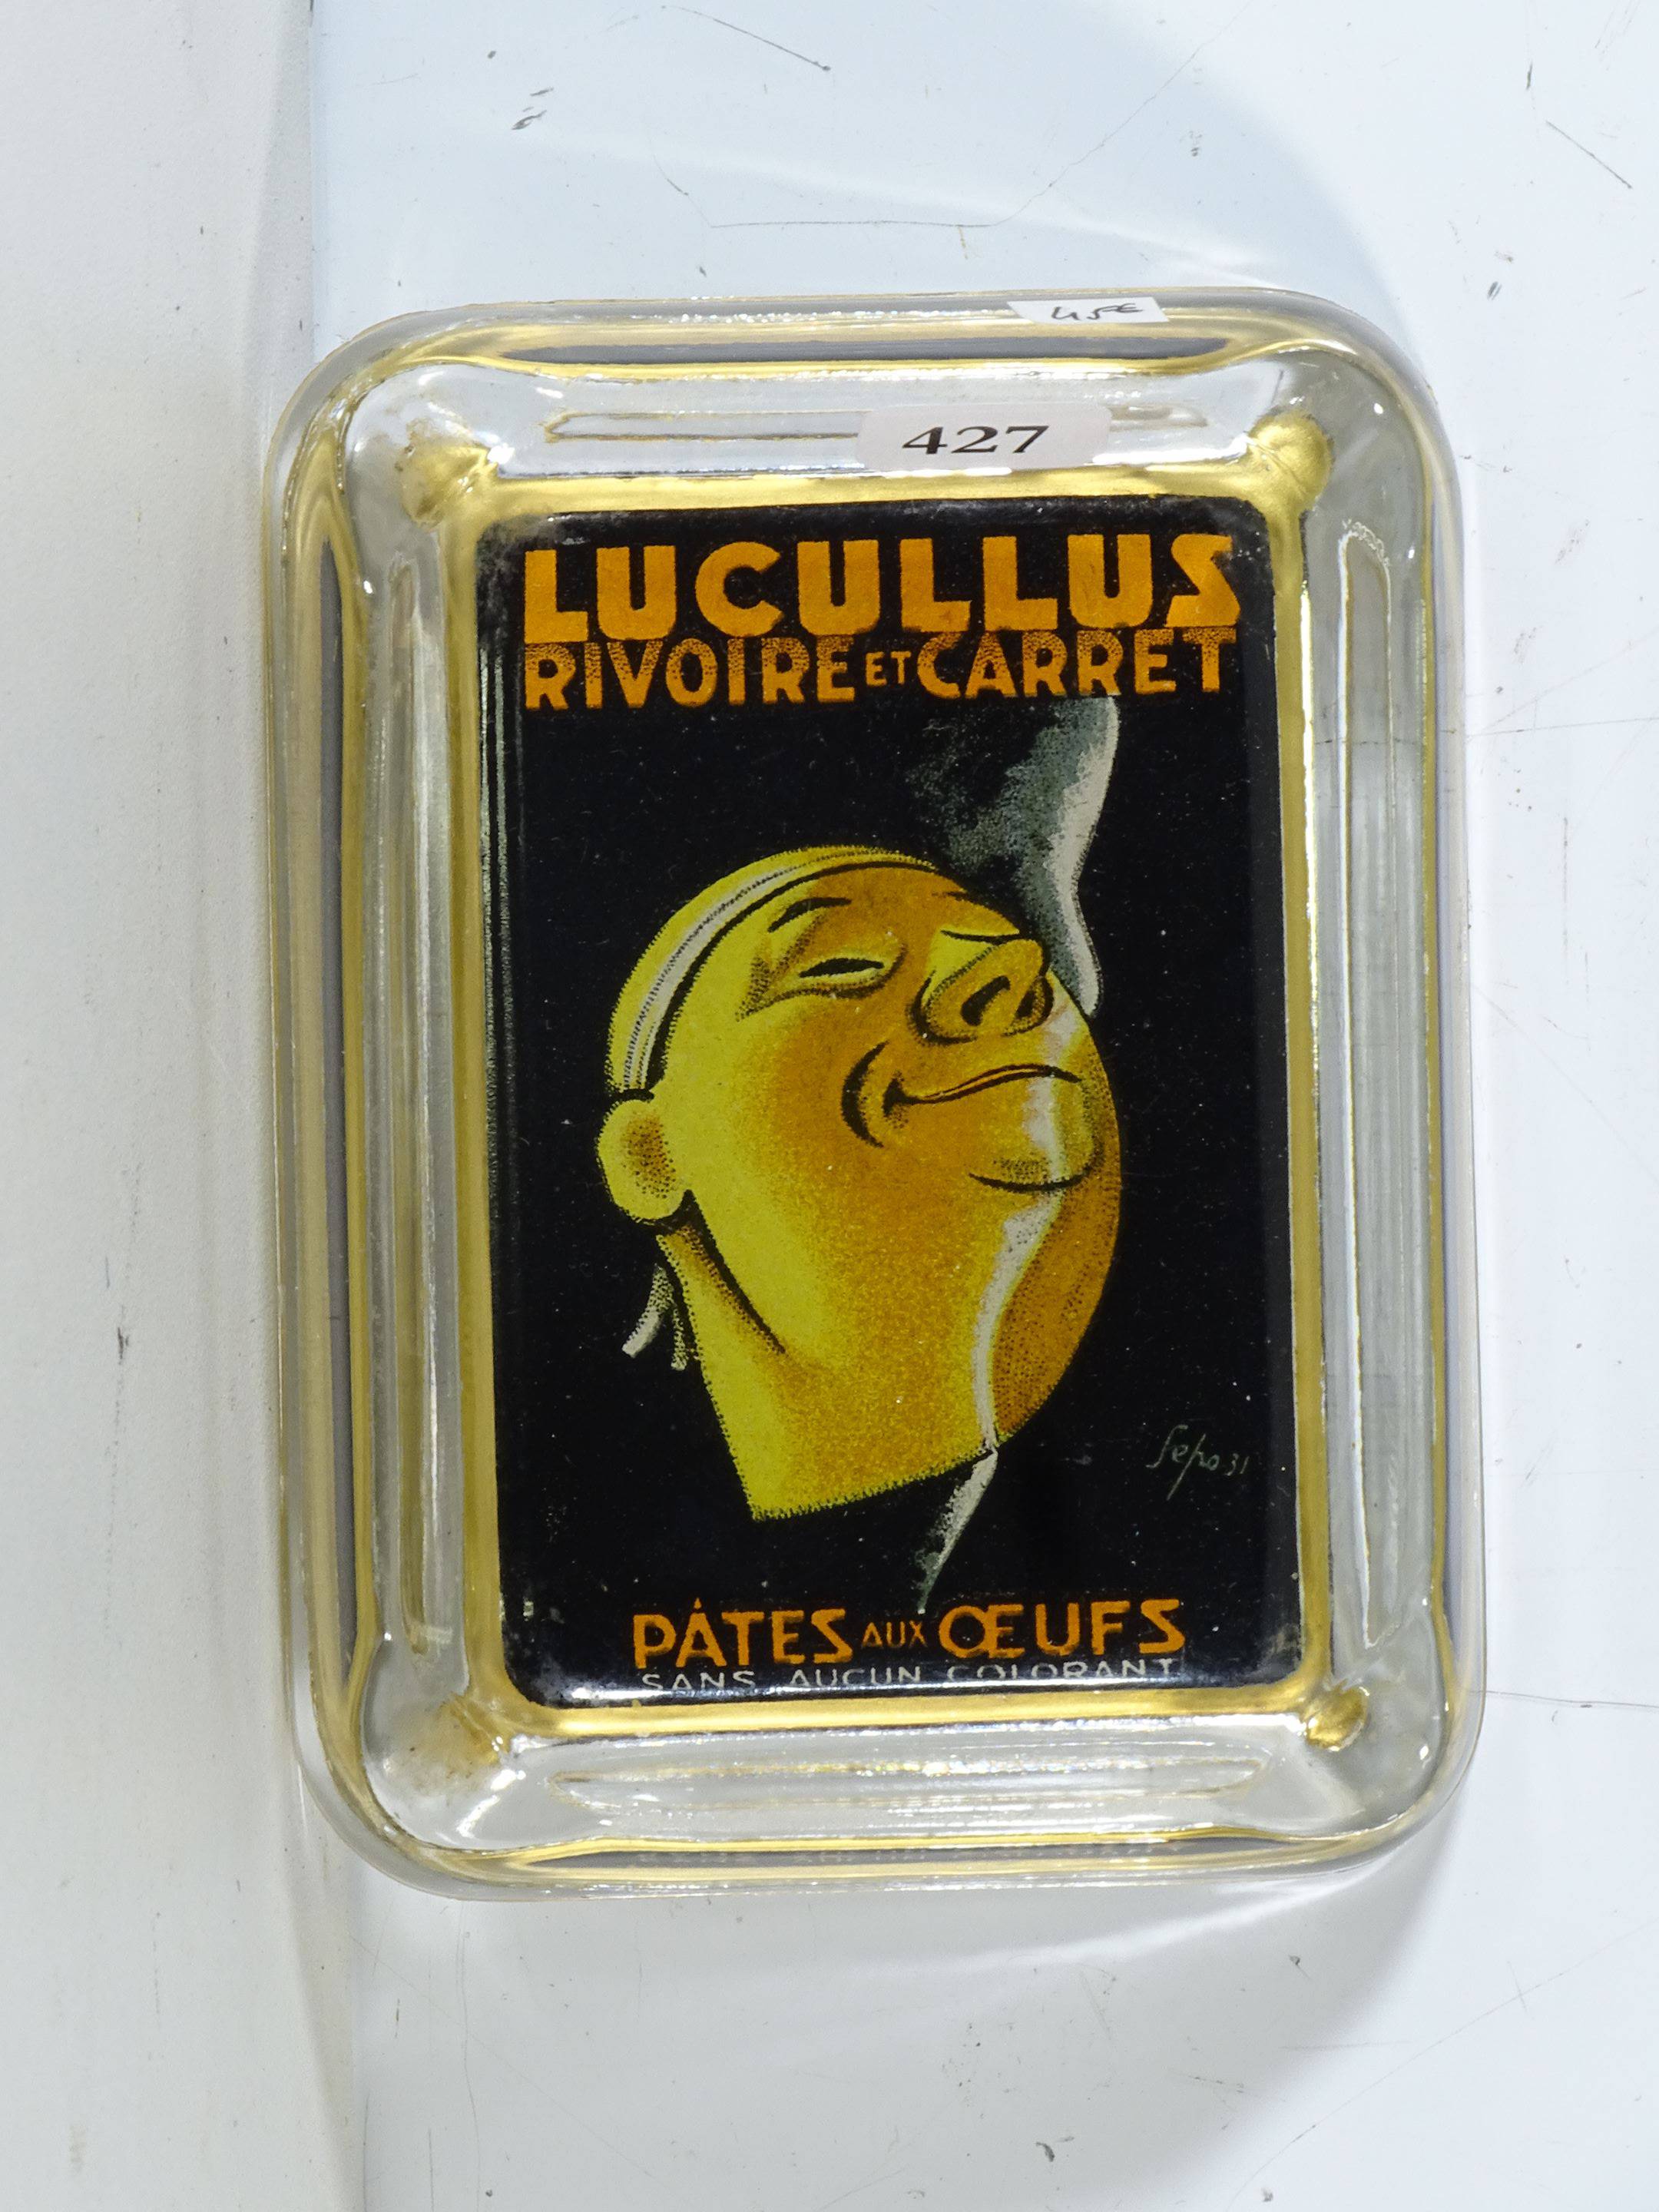 45€
427
LUCULLUS
RIVOIRE ET CARRET
Sepo 31
PÂTES AUX ŒUFS
SANS AUCUN COLORANT